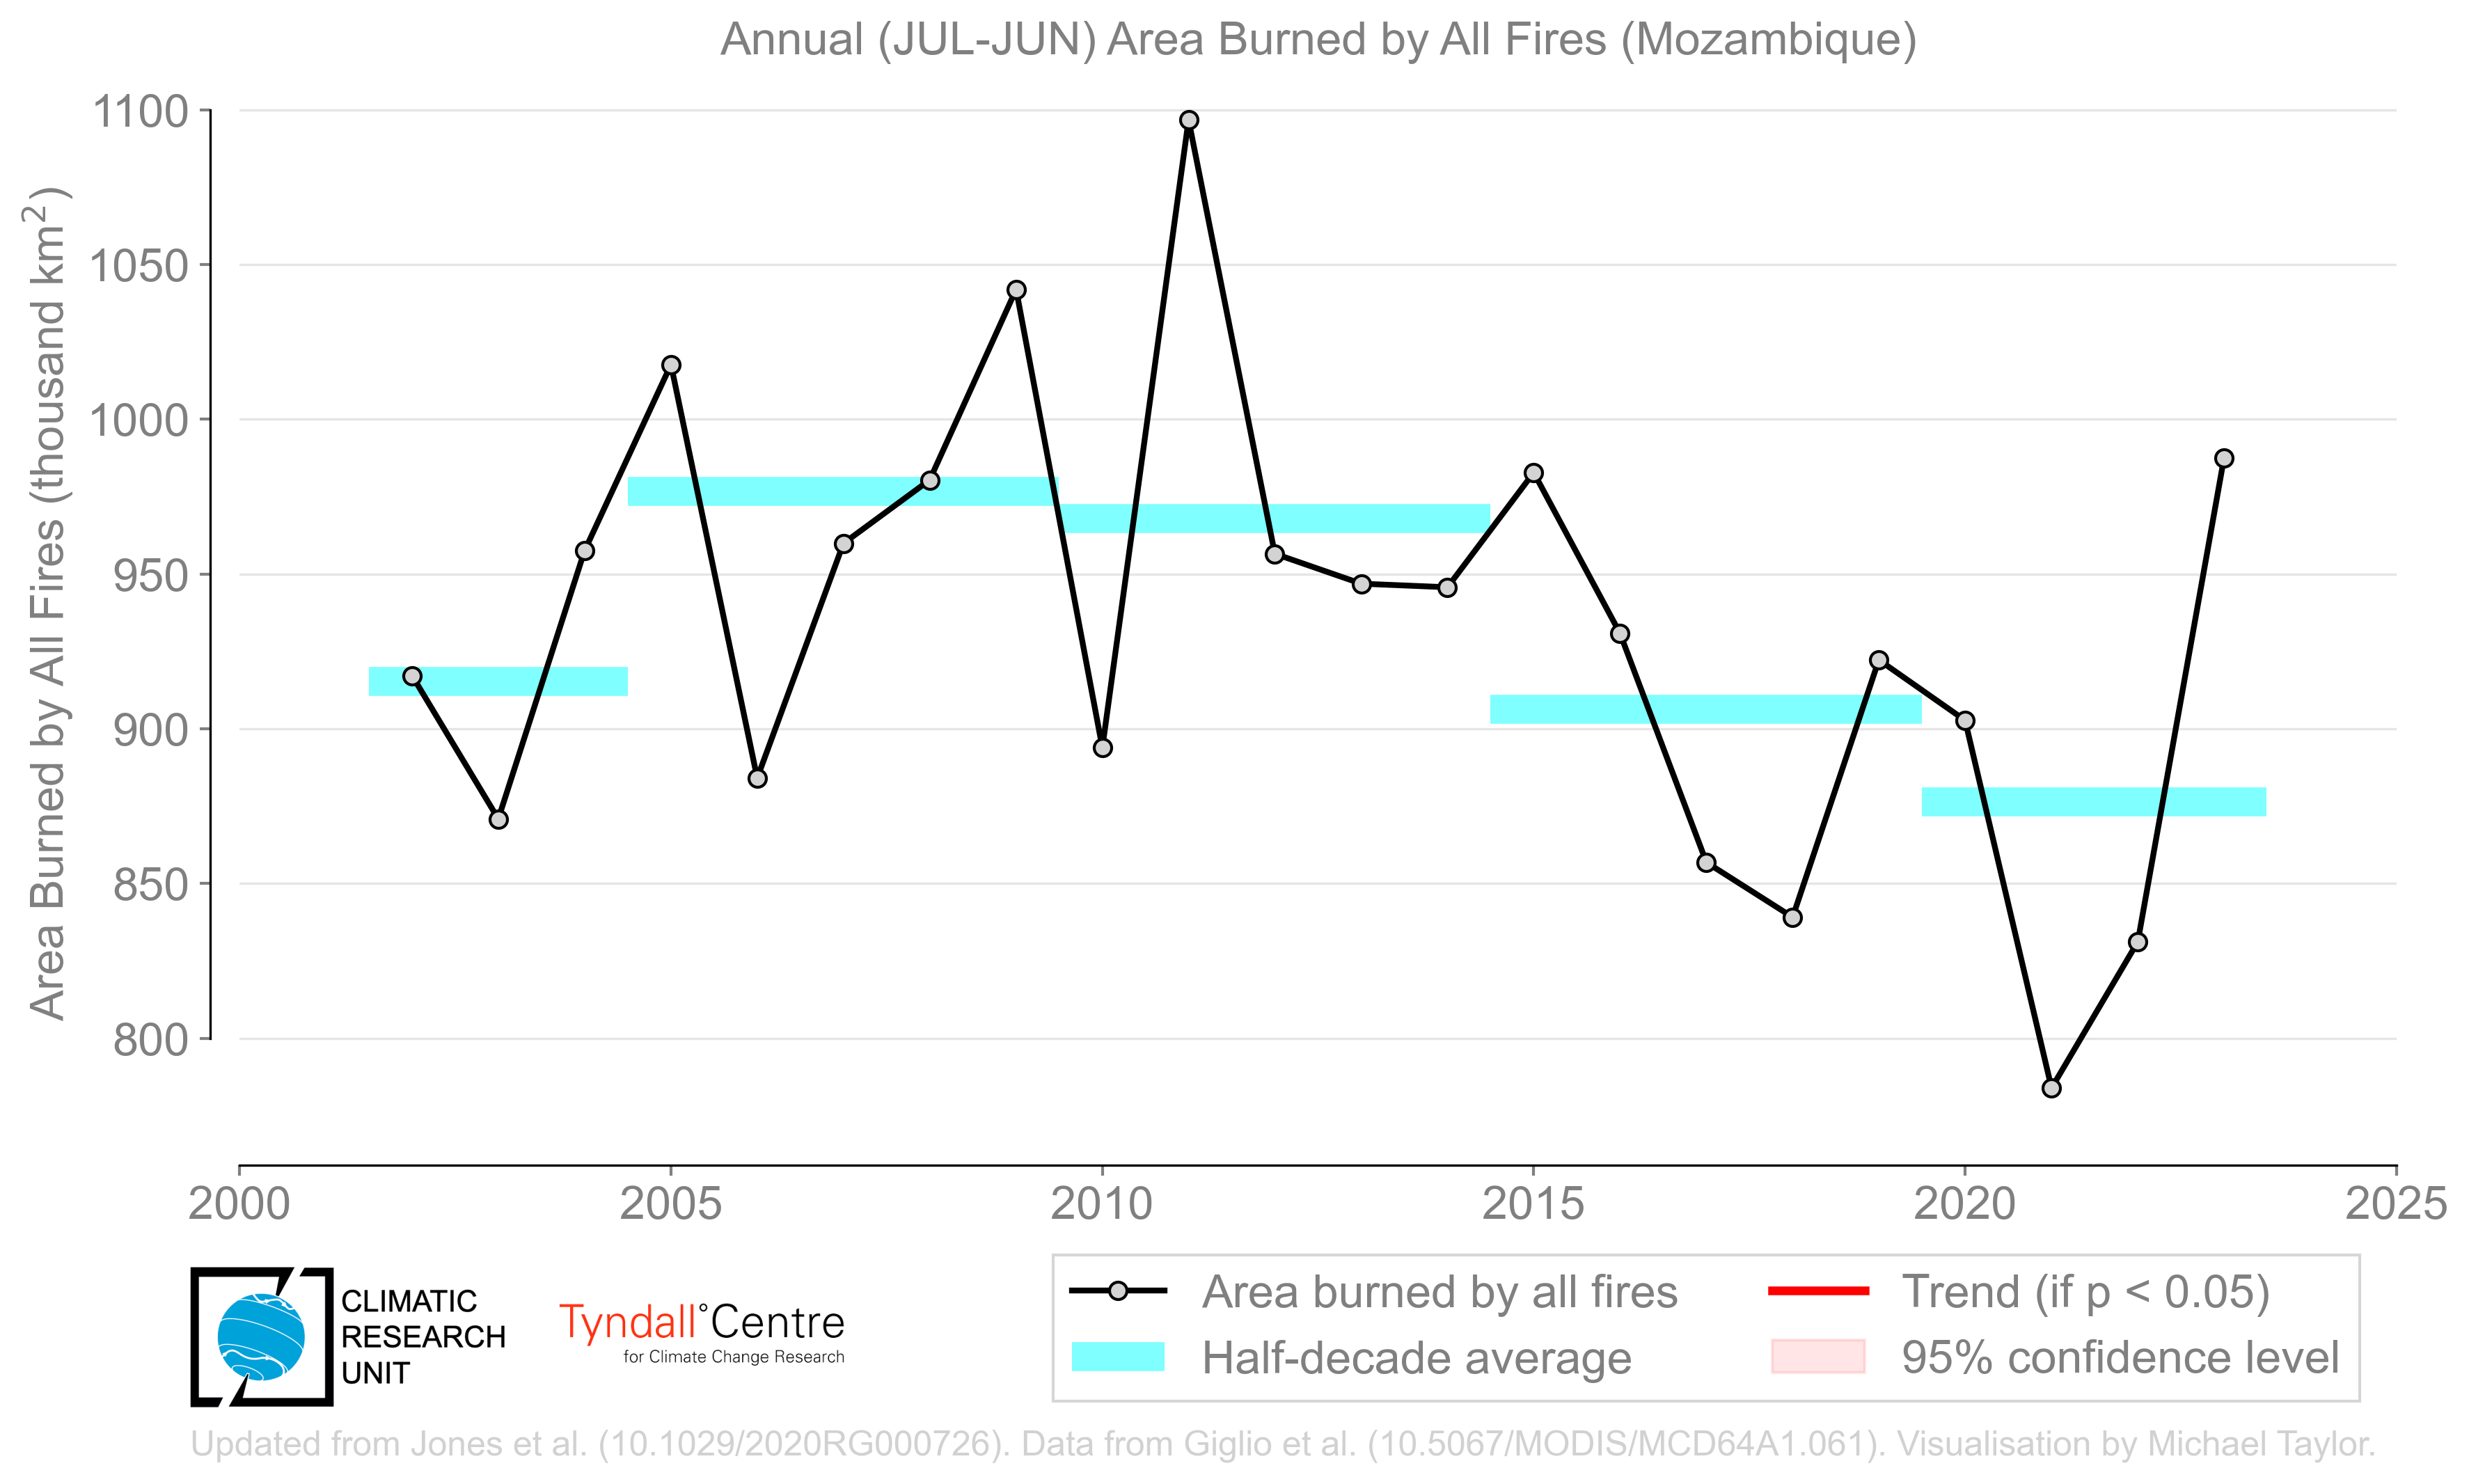 Annual (JUL-JUN) Area Burned by All Fires (Mozambique)
Area Burned by All Fires (thousand km²)
1100
1050
1000
950
900
850
800
2000 2005 2010 2015 2020 2025
CLIMATIC
RESEARCH
UNIT
Tyndall°Centre
for Climate Change Research
Area burned by all fires
Half-decade average
Trend (if p < 0.05)
95% confidence level
Updated from Jones et al. (10.1029/2020RG000726). Data from Giglio et al. (10.5067/MODIS/MCD64A1.061). Visualisation by Michael Taylor.